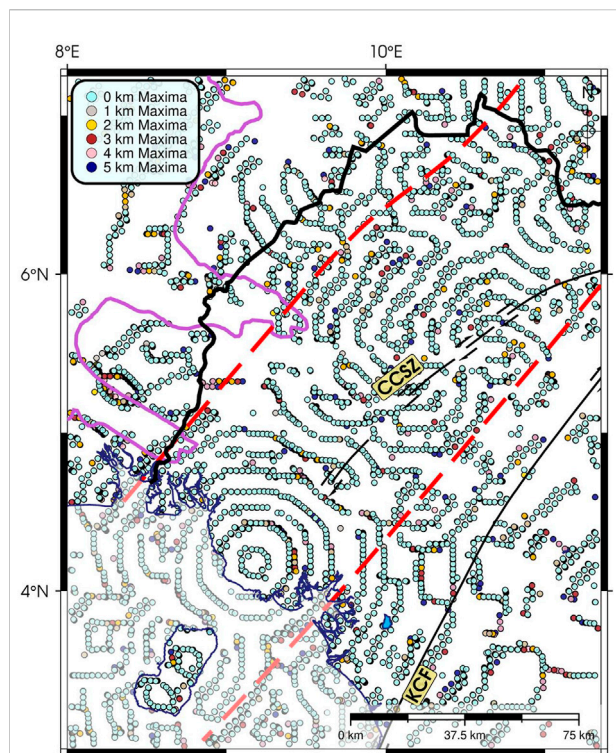 8°E 10°E
0 km Maxima
1 km Maxima
2 km Maxima
3 km Maxima
4 km Maxima
5 km Maxima
N
6°N
CCSZ
4°N
KCF
0 km 37.5 km 75 km